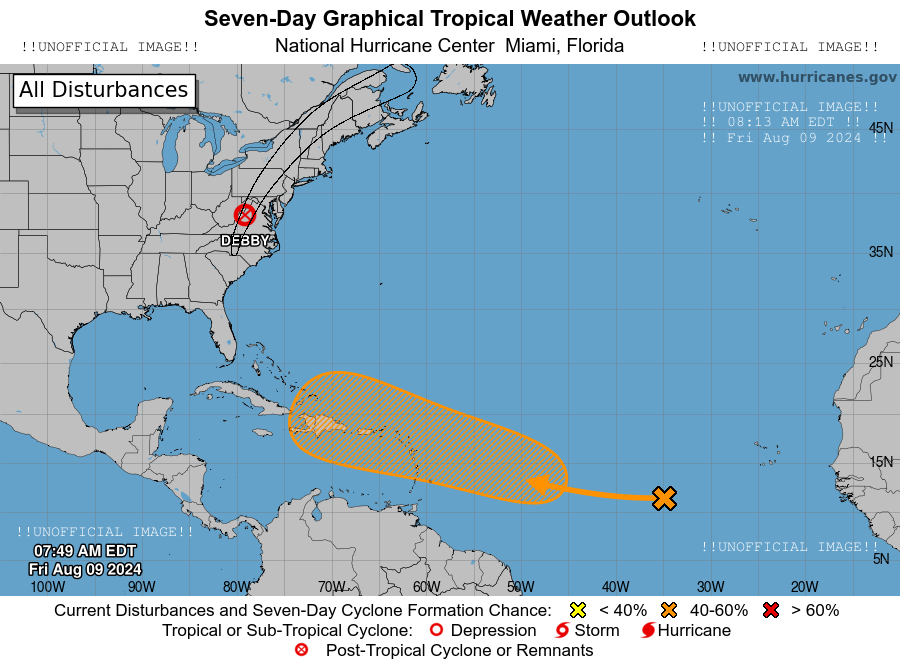 Seven-Day Graphical Tropical Weather Outlook
!!UNOFFICIAL IMAGE!! National Hurricane Center Miami, Florida !!UNOFFICIAL IMAGE!!
All Disturbances
www.hurricanes.gov
!!UNOFFICIAL IMAGE!!
!! 08:13 AM EDT !!
!! Fri Aug 09 2024 !!
45N
DEBBY
35N
25N
15N
!!UNOFFICIAL IMAGE!!
!!UNOFFICIAL IMAGE!!
07:49 AM EDT
5N
Fri Aug 09 2024
100W 90W 80W 70W 60W 50W 40W 30W 20W
Current Disturbances and Seven-Day Cyclone Formation Chance: < 40% 40-60% > 60%
Tropical or Sub-Tropical Cyclone: Depression Storm Hurricane
Post-Tropical Cyclone or Remnants